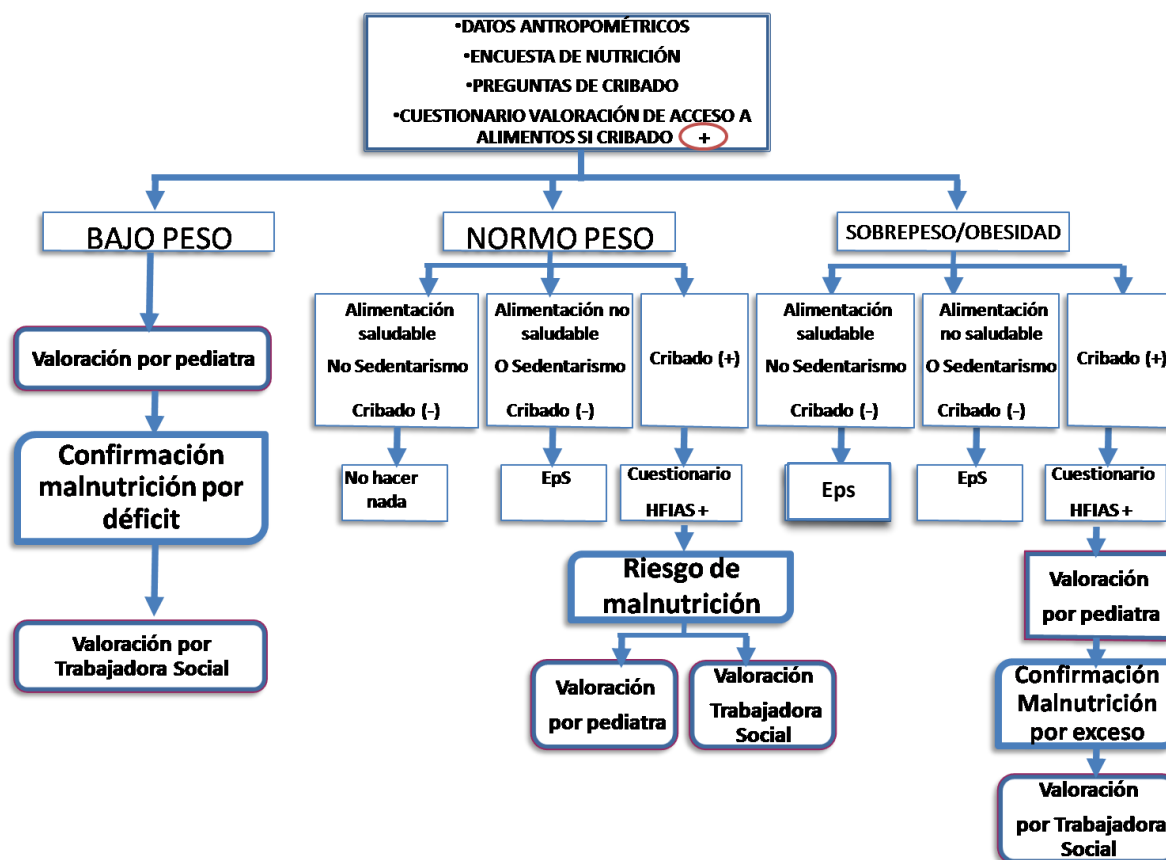 •DATOS ANTROPOMÉTRICOS
•ENCUESTA DE NUTRICIÓN
•PREGUNTAS DE CRIBADO
•CUESTIONARIO VALORACIÓN DE ACCESO A
ALIMENTOS SI CRIBADO +
BAJO PESO
Valoración por pediatra
Confirmación
malnutrición por
déficit
Valoración por
Trabajadora Social
NORMO PESO
Alimentación
saludable
No Sedentarismo
Cribado (-)
No hacer
nada
Alimentación no
saludable
O Sedentarismo
Cribado (-)
EpS
Cribado (+)
Cuestionario
HFIAS +
Riesgo de
malnutrición
Valoración
por pediatra
Valoración
Trabajadora
Social
SOBREPESO/OBESIDAD
Alimentación
saludable
No Sedentarismo
Cribado (-)
Eps
Alimentación
no saludable
O Sedentarismo
Cribado (-)
EpS
Cribado (+)
Cuestionario
HFIAS +
Valoración
por pediatra
Confirmación
Malnutrición
por exceso
Valoración
por Trabajadora
Social